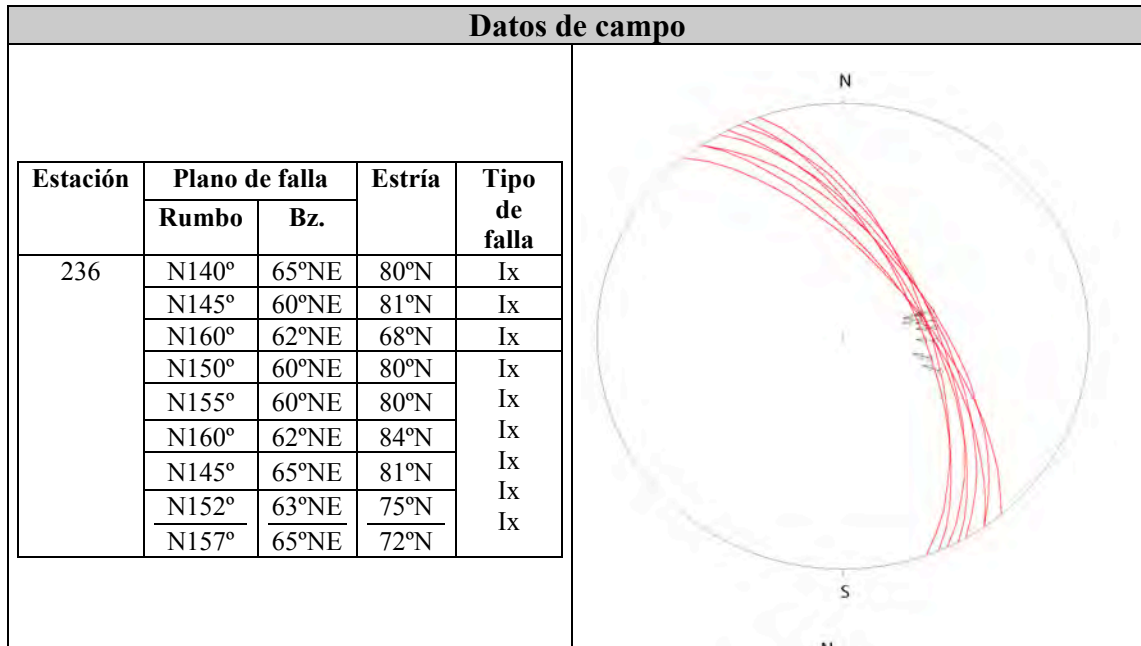 Datos de campo
Estación Plano de falla Estría Tipo de falla
Rumbo Bz.
236 N140º 65ºNE 80ºN Ix
N145º 60ºNE 81ºN Ix
N160º 62ºNE 68ºN Ix
N150º 60ºNE 80ºN Ix
N155º 60ºNE 80ºN Ix
N160º 62ºNE 84ºN Ix
N145º 65ºNE 81ºN Ix
N152º 63ºNE 75ºN Ix
N157º 65ºNE 72ºN Ix
N
S